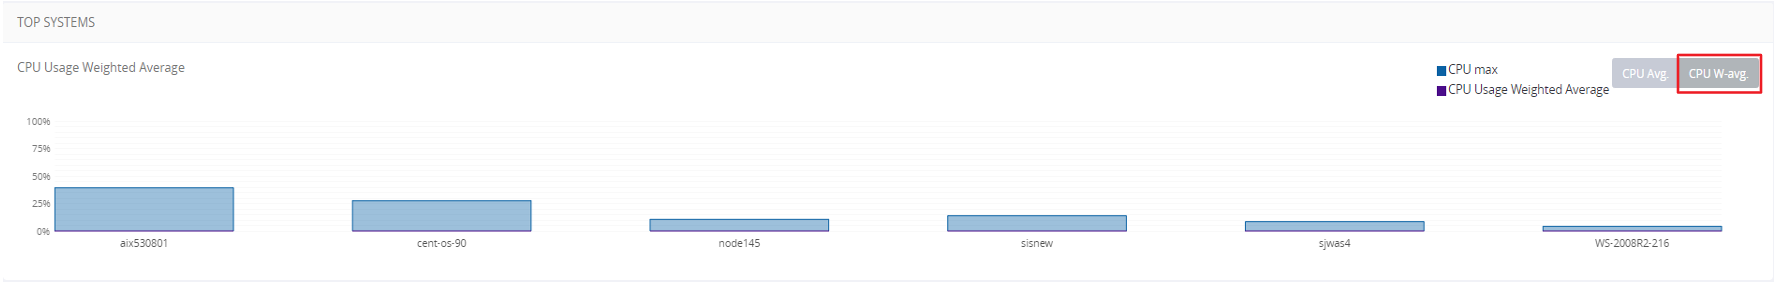 TOP SYSTEMS
CPU Usage Weighted Average
CPU max
CPU Usage Weighted Average
CPU Avg.
CPU W-avg.
100%
75%
50%
25%
0%
aix530801
cent-os-90
node145
sisnew
sjwas4
WS-2008R2-216